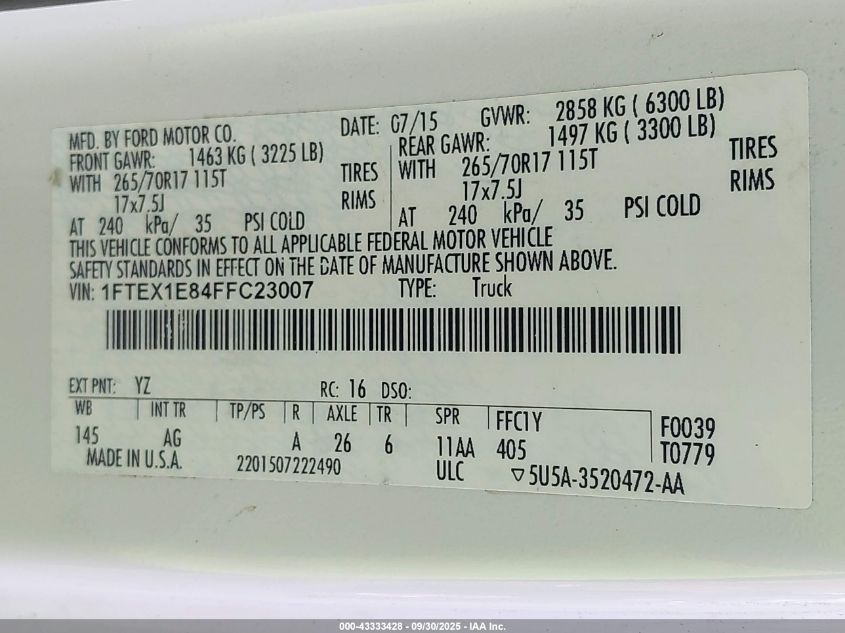 MFD. BY FORD MOTOR CO.
DATE: 07/15 GVWR: 2858 KG ( 6300 LB)
FRONT GAWR: 1463 KG ( 3225 LB)
REAR GAWR: 1497 KG ( 3300 LB)
WITH 265/70R17 115T TIRES
WITH 265/70R17 115T TIRES
17x7.5J RIMS
17x7.5J RIMS
AT 240 kPa/ 35 PSI COLD
AT 240 kPa/ 35 PSI COLD
THIS VEHICLE CONFORMS TO ALL APPLICABLE FEDERAL MOTOR VEHICLE
SAFETY STANDARDS IN EFFECT ON THE DATE OF MANUFACTURE SHOWN ABOVE.
VIN: 1FTEX1E84FFC23007 TYPE: Truck
EXT PNT: YZ RC: 16 DSO:
WB INT TR TP/PS R AXLE TR SPR FFC1Y F0039
145 AG A 26 6 11AA 405 T0779
MADE IN U.S.A. 2201507222490 ULC ▽5U5A-3520472-AA
000-43333428 - 09/30/2025 - IAA Inc.